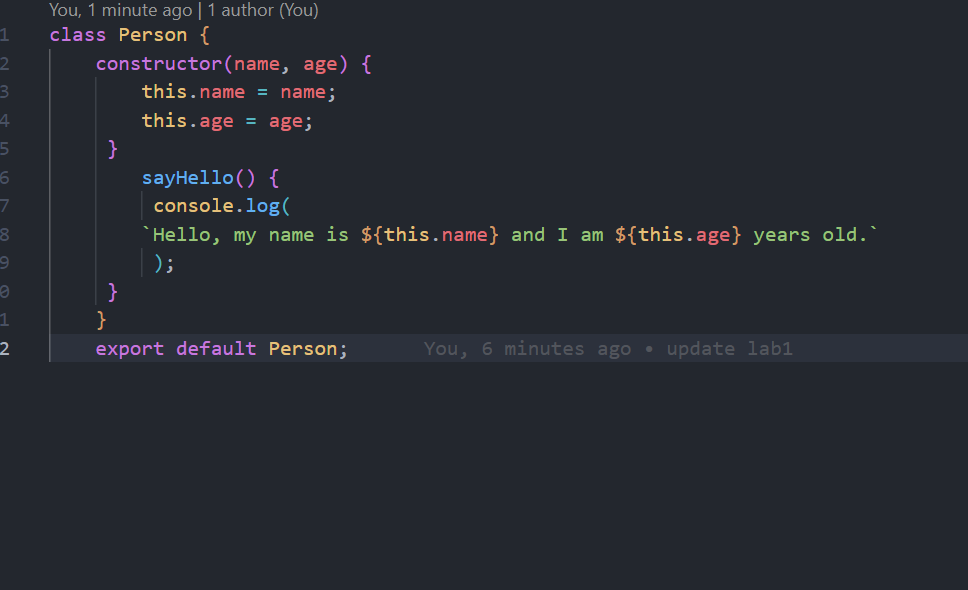 You, 1 minute ago | 1 author (You)
1 class Person {
2 constructor(name, age) {
3 this.name = name;
4 this.age = age;
5 }
6 sayHello() {
7 console.log(
8 `Hello, my name is ${this.name} and I am ${this.age} years old.`
9 );
0 }
1 }
2 export default Person; You, 6 minutes ago • update lab1